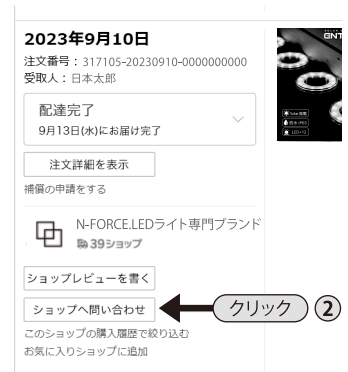 2023年9月10日
注文番号：317105-20230910-0000000000
受取人：日本太郎
配達完了
9月13日(水)にお届け完了
注文詳細を表示
補償の申請をする
N-FORCE.LEDライト専門ブランド
39ショップ
ショップレビューを書く
ショップへ問い合わせ
クリック ②
このショップの購入履歴で絞り込む
お気に入りショップに追加